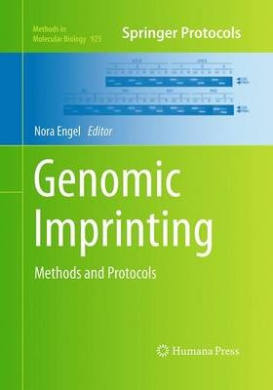 Methods in
Molecular Biology 925
Springer Protocols
Nora Engel Editor
Genomic
Imprinting
Methods and Protocols
Humana Press